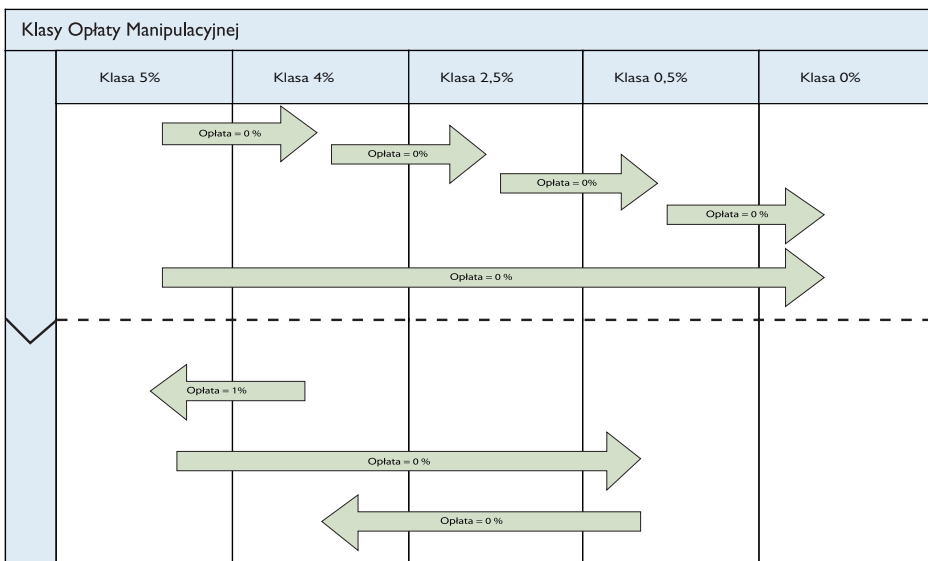 Klasy Opłaty Manipulacyjnej
Klasa 5% Klasa 4% Klasa 2,5% Klasa 0,5% Klasa 0%
Opłata = 0 %
Opłata = 0%
Opłata = 0%
Opłata = 0 %
Opłata = 0 %
Opłata = 1%
Opłata = 0 %
Opłata = 0 %